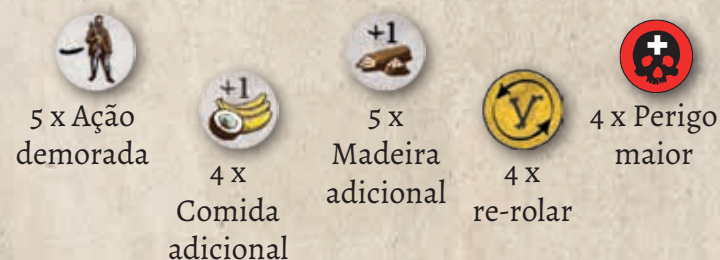 5 x Ação
demorada
+1
4 x
Comida
adicional
+1
5 x
Madeira
adicional
4 x
re-rolar
4 x Perigo
maior